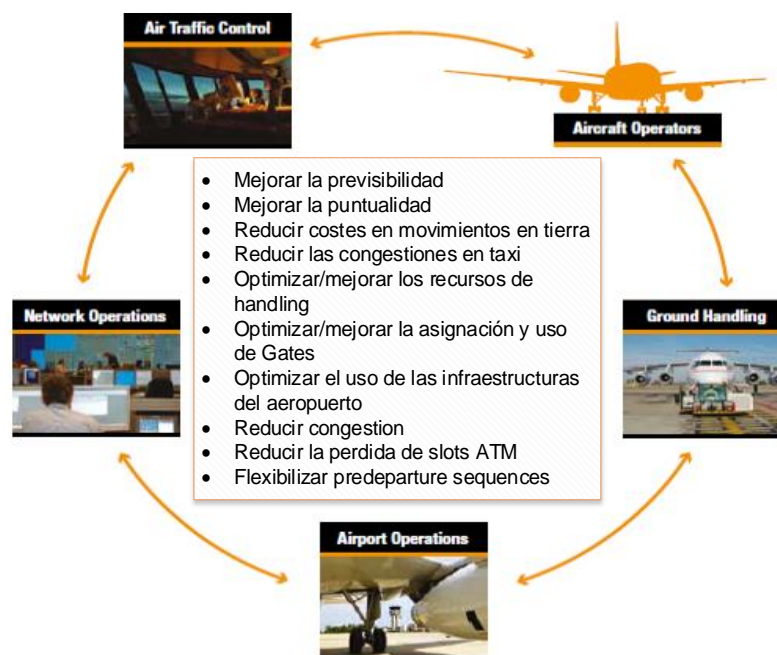 Air Traffic Control
Aircraft Operators
• Mejorar la previsibilidad
• Mejorar la puntualidad
• Reducir costes en movimientos en tierra
• Reducir las congestiones en taxi
• Optimizar/mejorar los recursos de
handling
• Optimizar/mejorar la asignación y uso
de Gates
• Optimizar el uso de las infraestructuras
del aeropuerto
• Reducir congestion
• Reducir la perdida de slots ATM
• Flexibilizar predeparture sequences
Network Operations
Ground Handling
Airport Operations